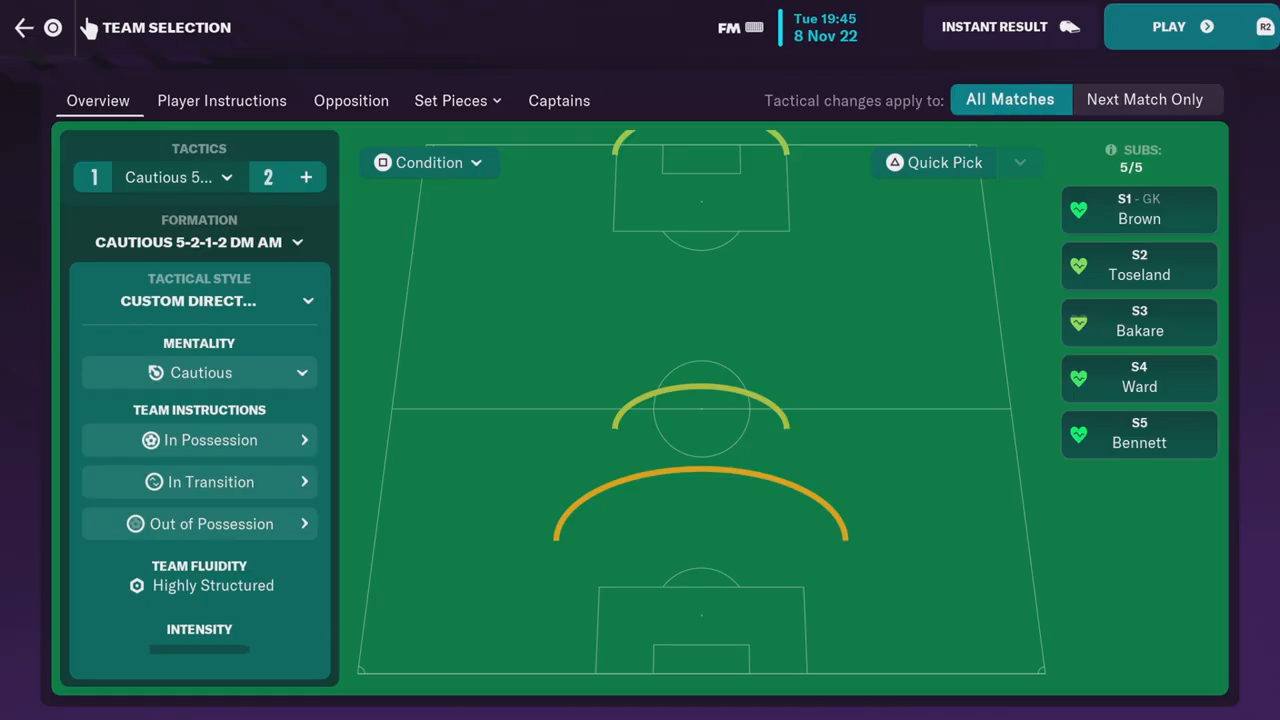 TEAM SELECTION
FM
Tue 19:45
8 Nov 22
INSTANT RESULT
PLAY
R2
Overview
Player Instructions
Opposition
Set Pieces
Captains
Tactical changes apply to:
All Matches
Next Match Only
TACTICS
1
Cautious 5...
2
+
FORMATION
CAUTIOUS 5-2-1-2 DM AM
TACTICAL STYLE
CUSTOM DIRECT...
MENTALITY
Cautious
TEAM INSTRUCTIONS
In Possession
In Transition
Out of Possession
TEAM FLUIDITY
Highly Structured
INTENSITY
Condition
Quick Pick
SUBS:
5/5
S1 - GK
Brown
S2
Toseland
S3
Bakare
S4
Ward
S5
Bennett